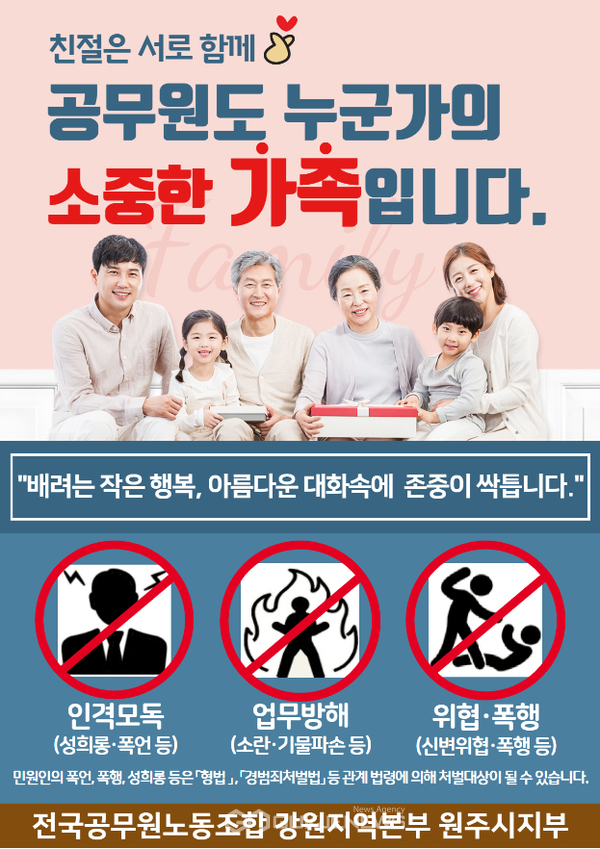 친절은 서로 함께
공무원도 누군가의
소중한 가족입니다.
Family
"배려는 작은 행복, 아름다운 대화속에 존중이 싹틉니다."
인격모독
(성희롱·폭언 등)
업무방해
(소란·기물파손 등)
위협·폭행
(신변위협·폭행 등)
민원인의 폭언, 폭행, 성희롱 등은 「형법」, 「경범죄처벌법」 등 관계 법령에 의해 처벌대상이 될 수 있습니다.
News Agency
전국공무원노동조합 강원지역본부 원주시지부